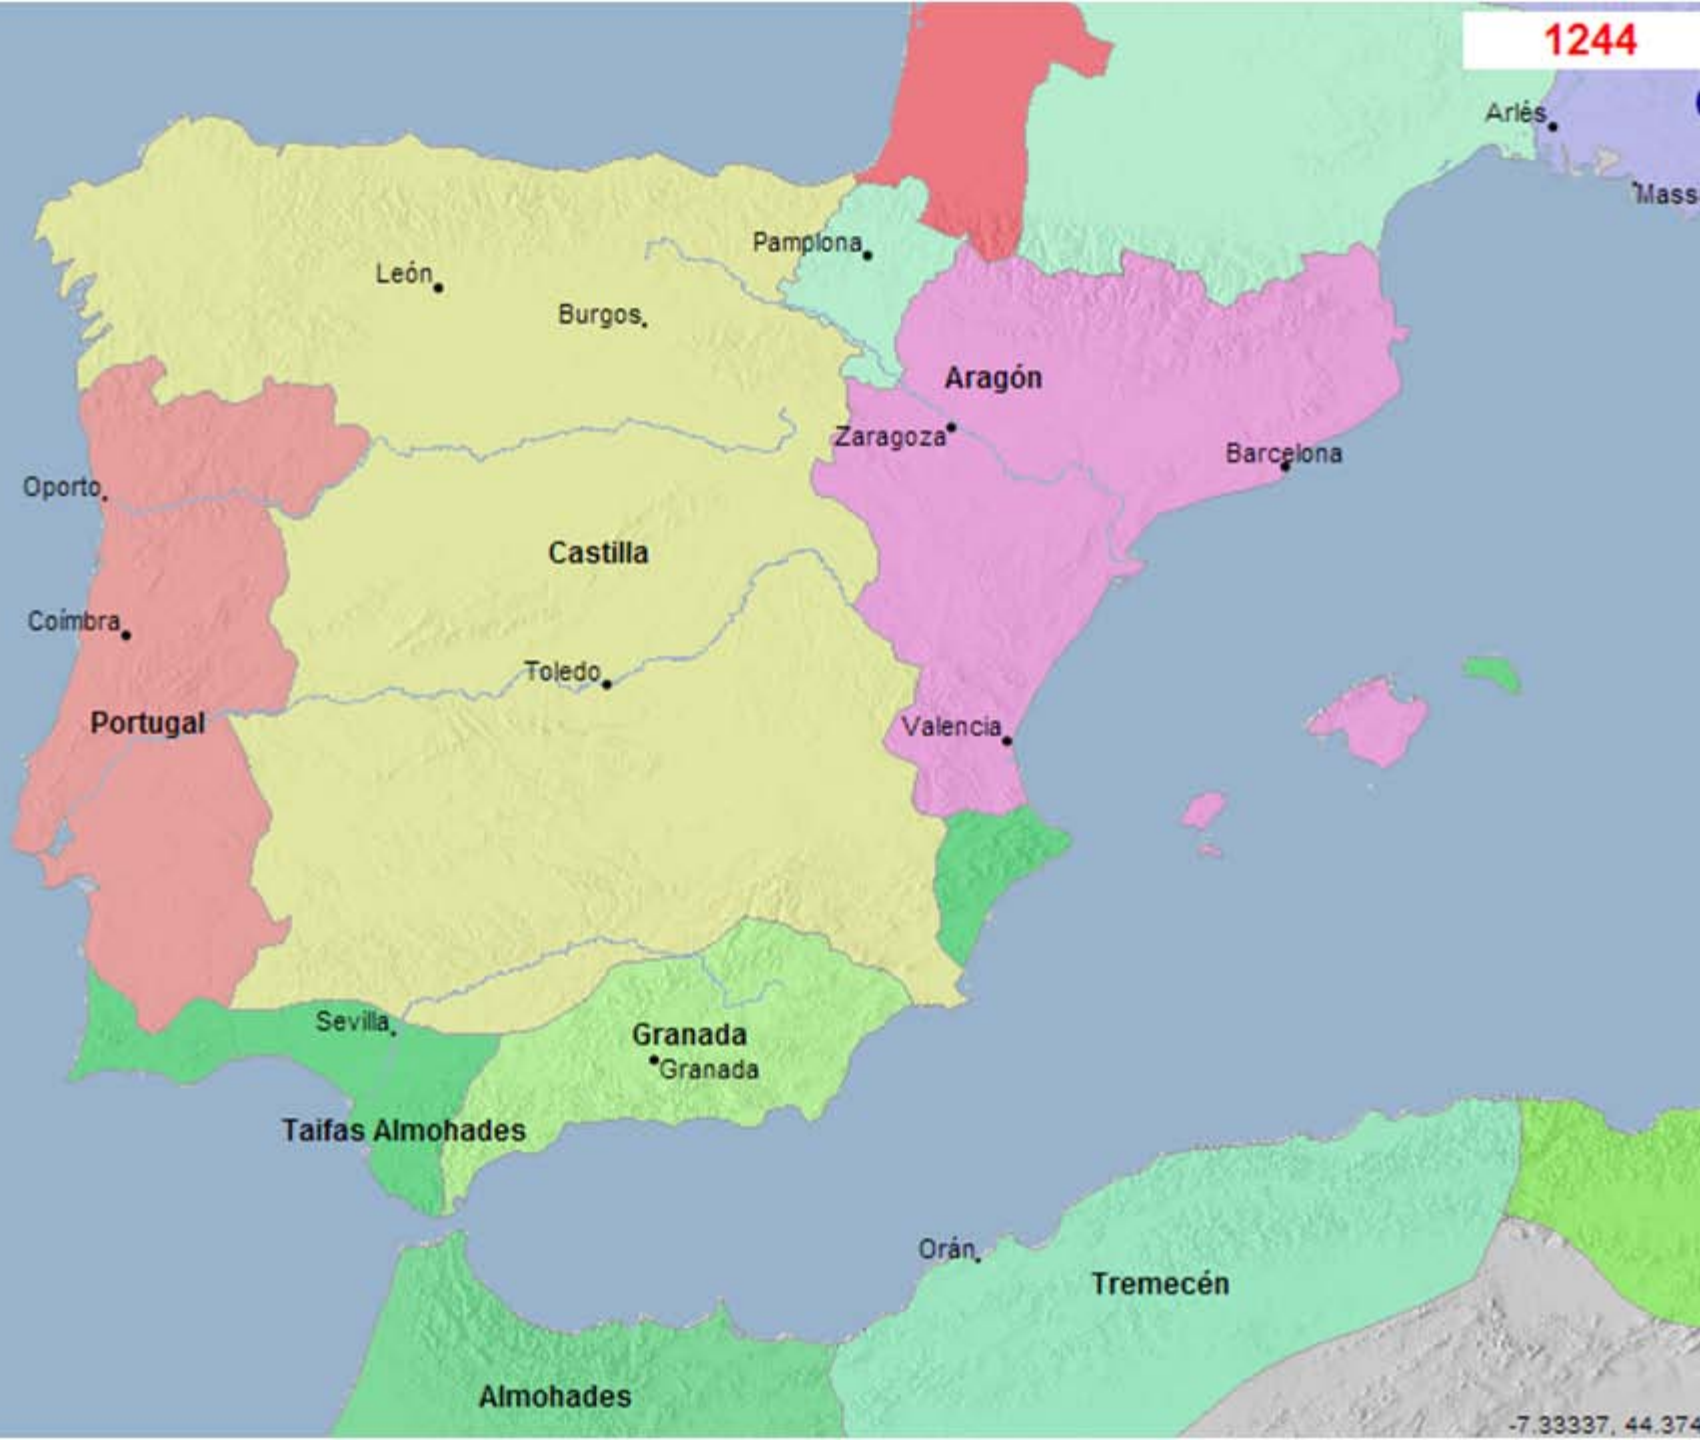 1244
Arlés
Mass
Pamplona
León
Burgos
Aragón
Zaragoza
Barcelona
Oporto
Castilla
Coímbra
Toledo
Portugal
Valencia
Sevilla
Granada
Granada
Taifas Almohades
Orán
Tremecén
Almohades
-7.33337, 44.374